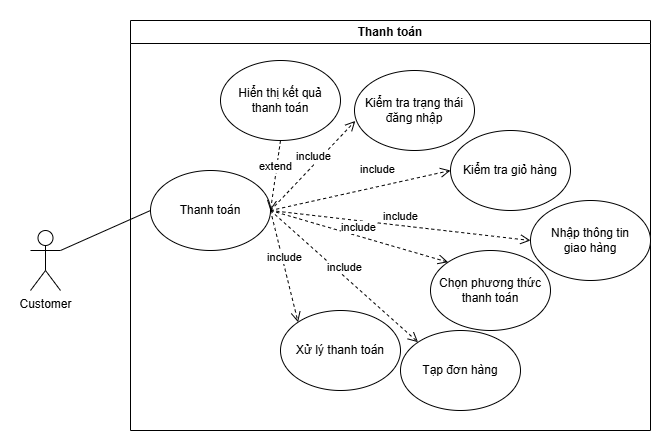 Thanh toán
Hiển thị kết quả
thanh toán
Kiểm tra trạng thái
đăng nhập
include
extend
include
Kiểm tra giỏ hàng
Thanh toán
include
include
Nhập thông tin
giao hàng
include
include
Chọn phương thức
thanh toán
Customer
Xử lý thanh toán
Tạp đơn hàng